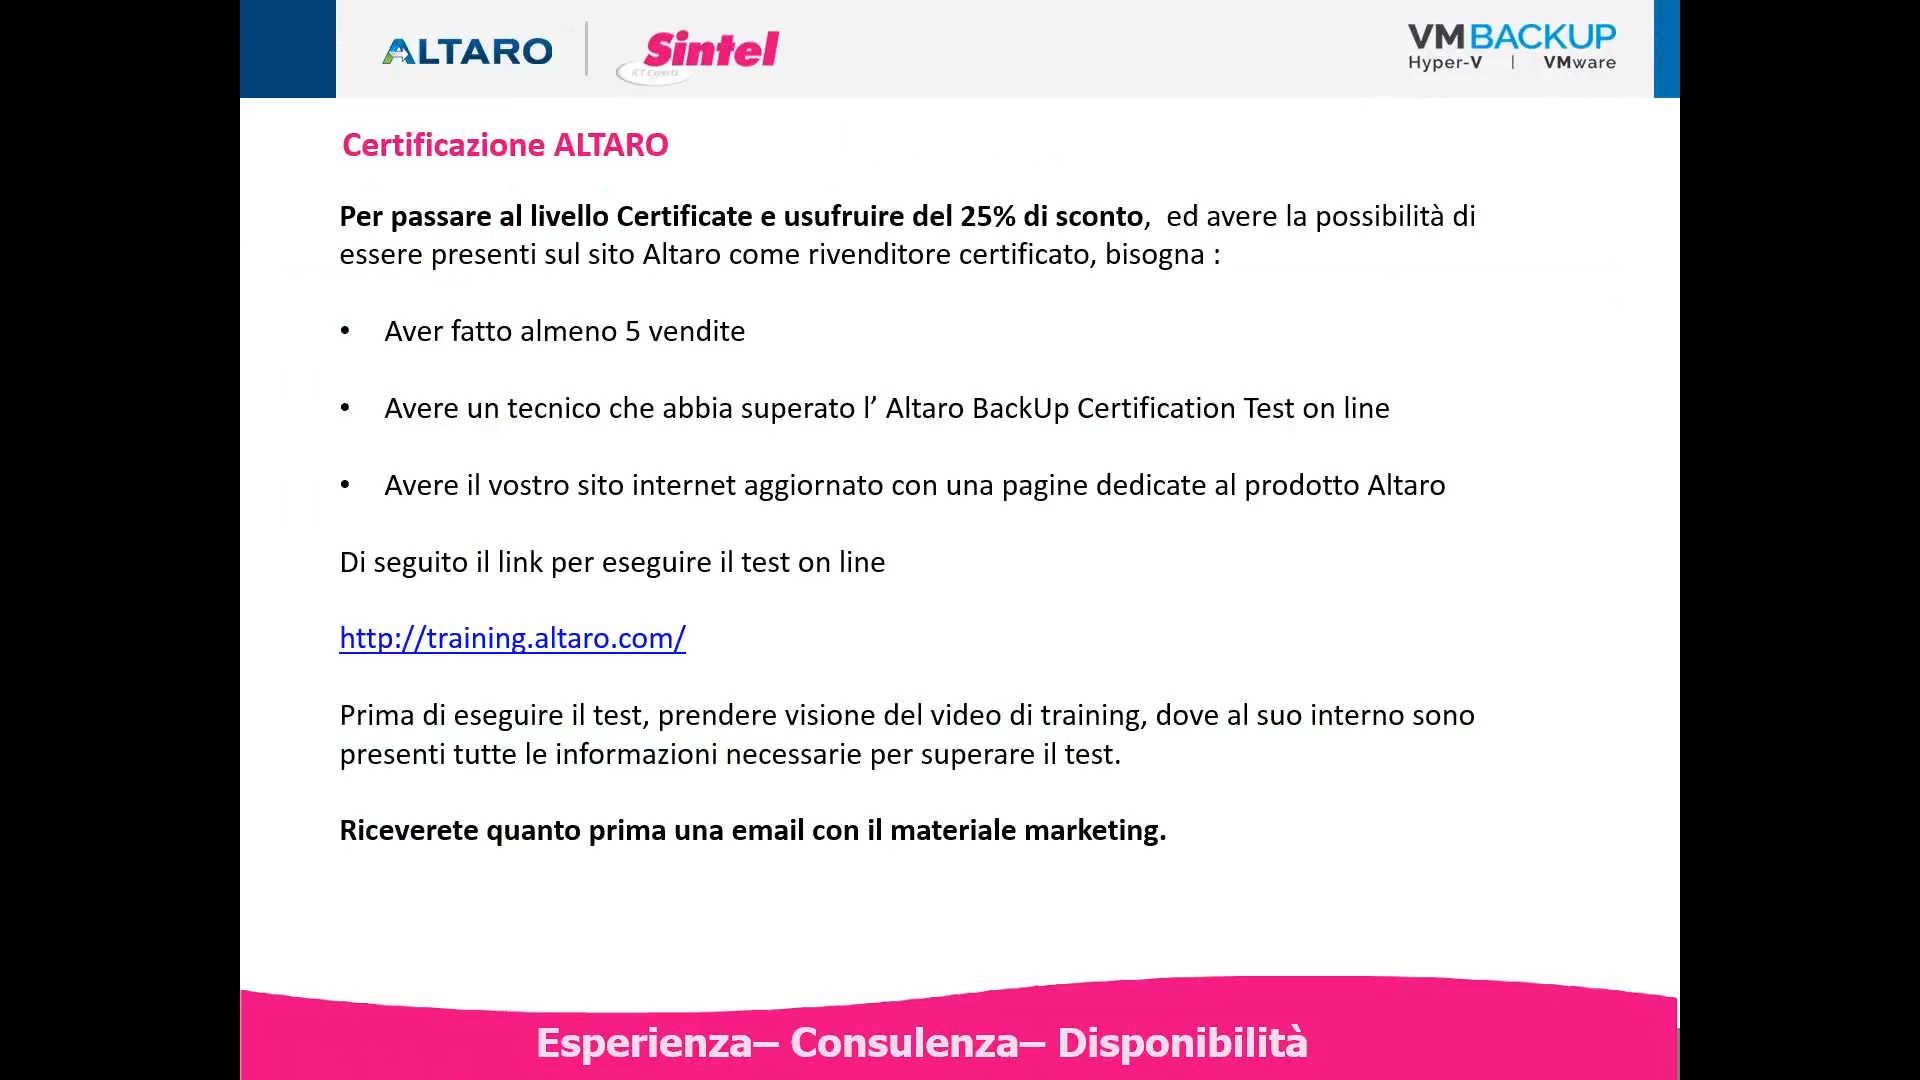 ALTARO
Sintel
ICT Experts
VMBACKUP
Hyper-V | VMware
Certificazione ALTARO
Per passare al livello Certificate e usufruire del 25% di sconto,  ed avere la possibilità di
essere presenti sul sito Altaro come rivenditore certificato, bisogna :
• Aver fatto almeno 5 vendite
• Avere un tecnico che abbia superato l’ Altaro BackUp Certification Test on line
• Avere il vostro sito internet aggiornato con una pagine dedicate al prodotto Altaro
Di seguito il link per eseguire il test on line
http://training.altaro.com/
Prima di eseguire il test, prendere visione del video di training, dove al suo interno sono
presenti tutte le informazioni necessarie per superare il test.
Riceverete quanto prima una email con il materiale marketing.
Esperienza– Consulenza– Disponibilità